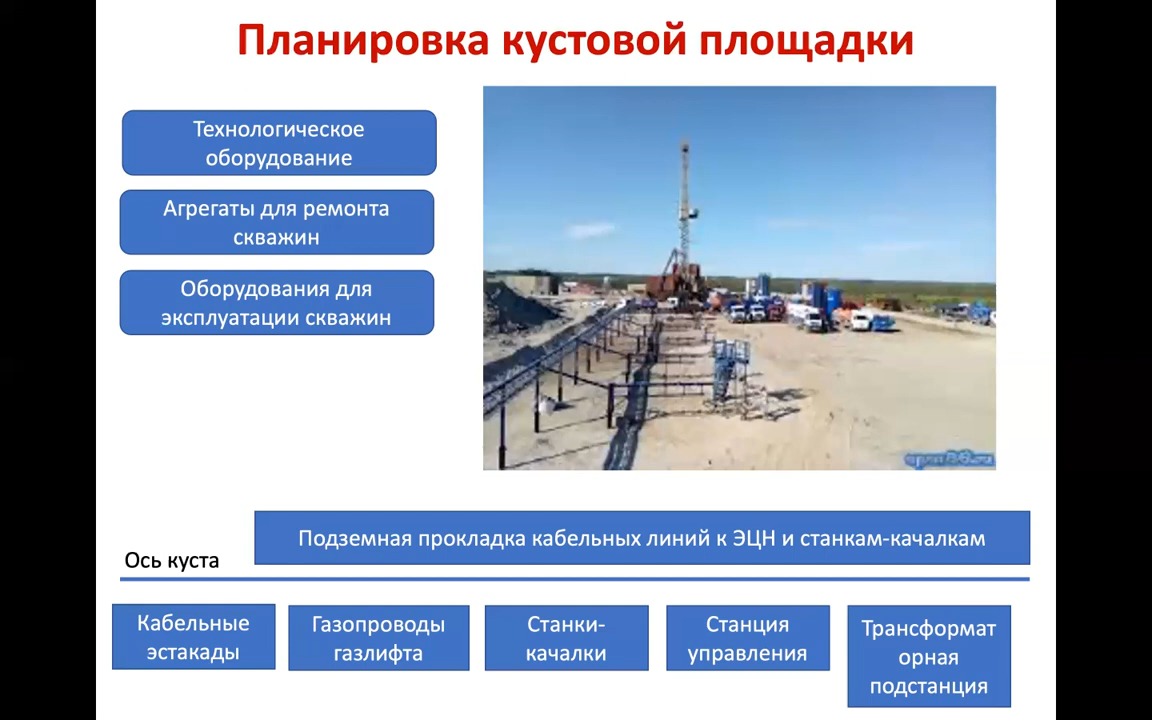 Планировка кустовой площадки
Технологическое
оборудование
Агрегаты для ремонта
скважин
Оборудования для
эксплуатации скважин
Подземная прокладка кабельных линий к ЭЦН и станкам-качалкам
Ось куста
Кабельные
эстакады
Газопроводы
газлифта
Станки-
качалки
Станция
управления
Трансформат
орная
подстанция